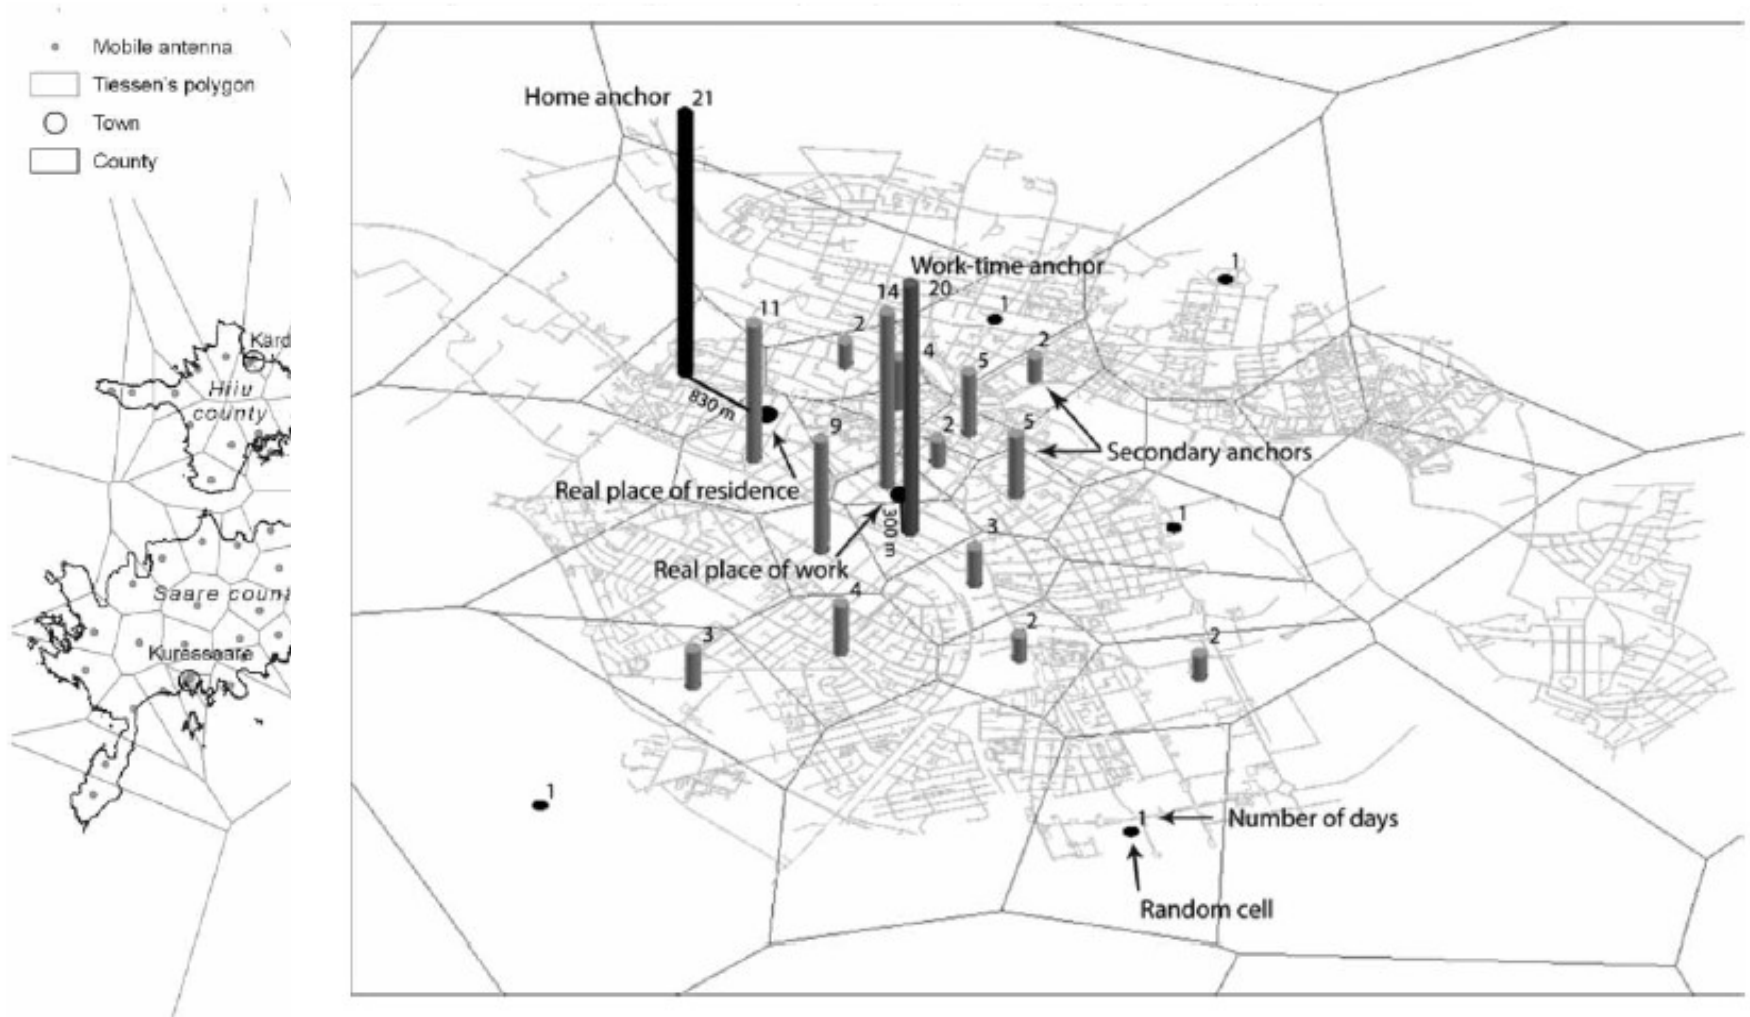 Mobile antenna
Tiessen's polygon
Town
County
Kärd
Hiiu
county
Saare count
Kuressaare
Home anchor 21
Work-time anchor
1
14 20
1
11
2
4
2
5
830 m
9
2
5
Secondary anchors
Real place of residence
300 m
1
3
Real place of work
4
3
2
2
1
1
Number of days
Random cell